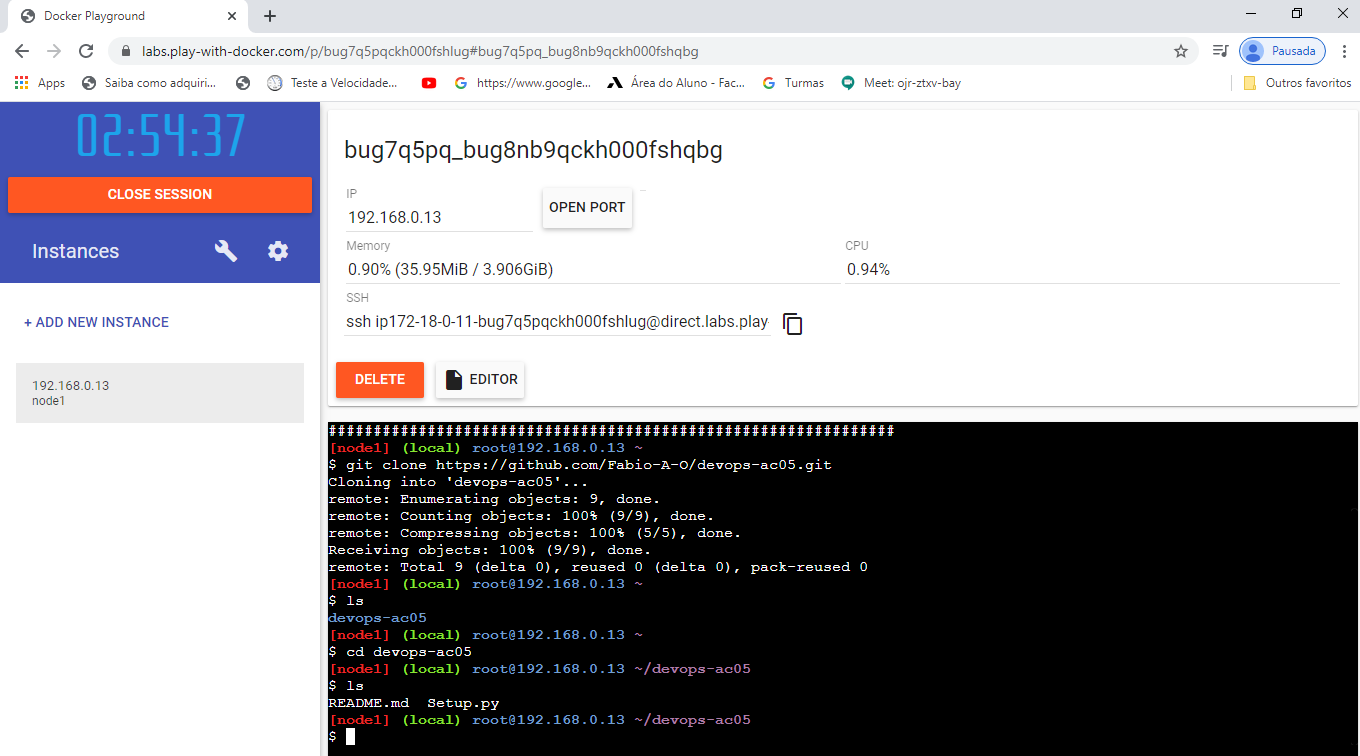 Docker Playground
labs.play-with-docker.com/p/bug7q5pqckh000fshlug#bug7q5pq_bug8nb9qckh000fshqbg
Pausada
Apps
Saiba como adquiri...
Teste a Velocidade...
https://www.google...
Área do Aluno - Fac...
Turmas
Meet: ojr-ztxv-bay
Outros favoritos
02:54:37
CLOSE SESSION
Instances
+ ADD NEW INSTANCE
192.168.0.13
node1
bug7q5pq_bug8nb9qckh000fshqbg
IP
192.168.0.13
OPEN PORT
Memory
0.90% (35.95MiB / 3.906GiB)
CPU
0.94%
SSH
ssh ip172-18-0-11-bug7q5pqckh000fshlug@direct.labs.play-
DELETE
EDITOR
###############################################################
[node1] (local) root@192.168.0.13 ~
$ git clone https://github.com/Fabio-A-O/devops-ac05.git
Cloning into 'devops-ac05'...
remote: Enumerating objects: 9, done.
remote: Counting objects: 100% (9/9), done.
remote: Compressing objects: 100% (5/5), done.
Receiving objects: 100% (9/9), done.
remote: Total 9 (delta 0), reused 0 (delta 0), pack-reused 0
[node1] (local) root@192.168.0.13 ~
$ ls
devops-ac05
[node1] (local) root@192.168.0.13 ~
$ cd devops-ac05
[node1] (local) root@192.168.0.13 ~/devops-ac05
$ ls
README.md  Setup.py
[node1] (local) root@192.168.0.13 ~/devops-ac05
$